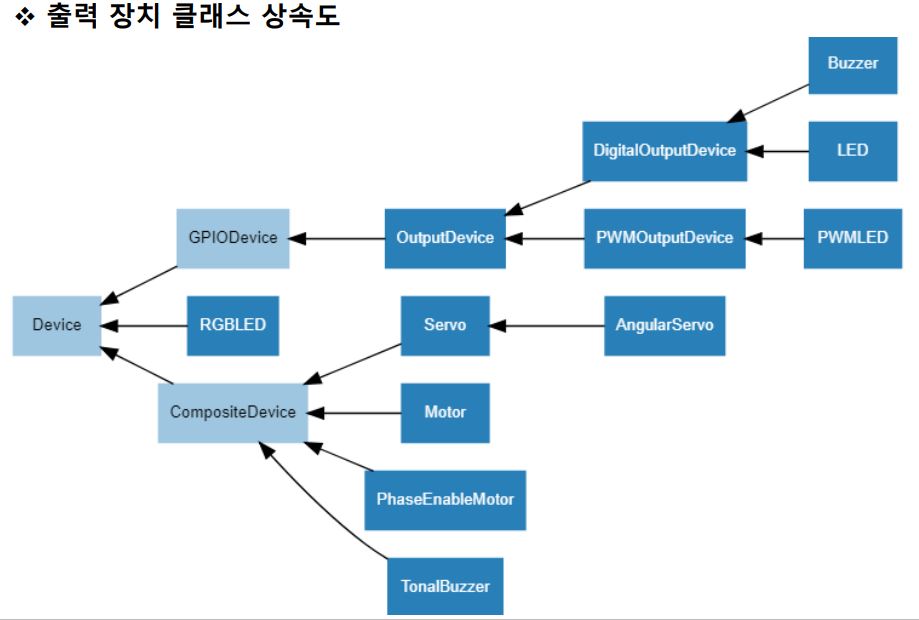 ❖ 출력 장치 클래스 상속도
Buzzer
DigitalOutputDevice
LED
GPIODevice
OutputDevice
PWMOutputDevice
PWMLED
Device
RGBLED
Servo
AngularServo
CompositeDevice
Motor
PhaseEnableMotor
TonalBuzzer